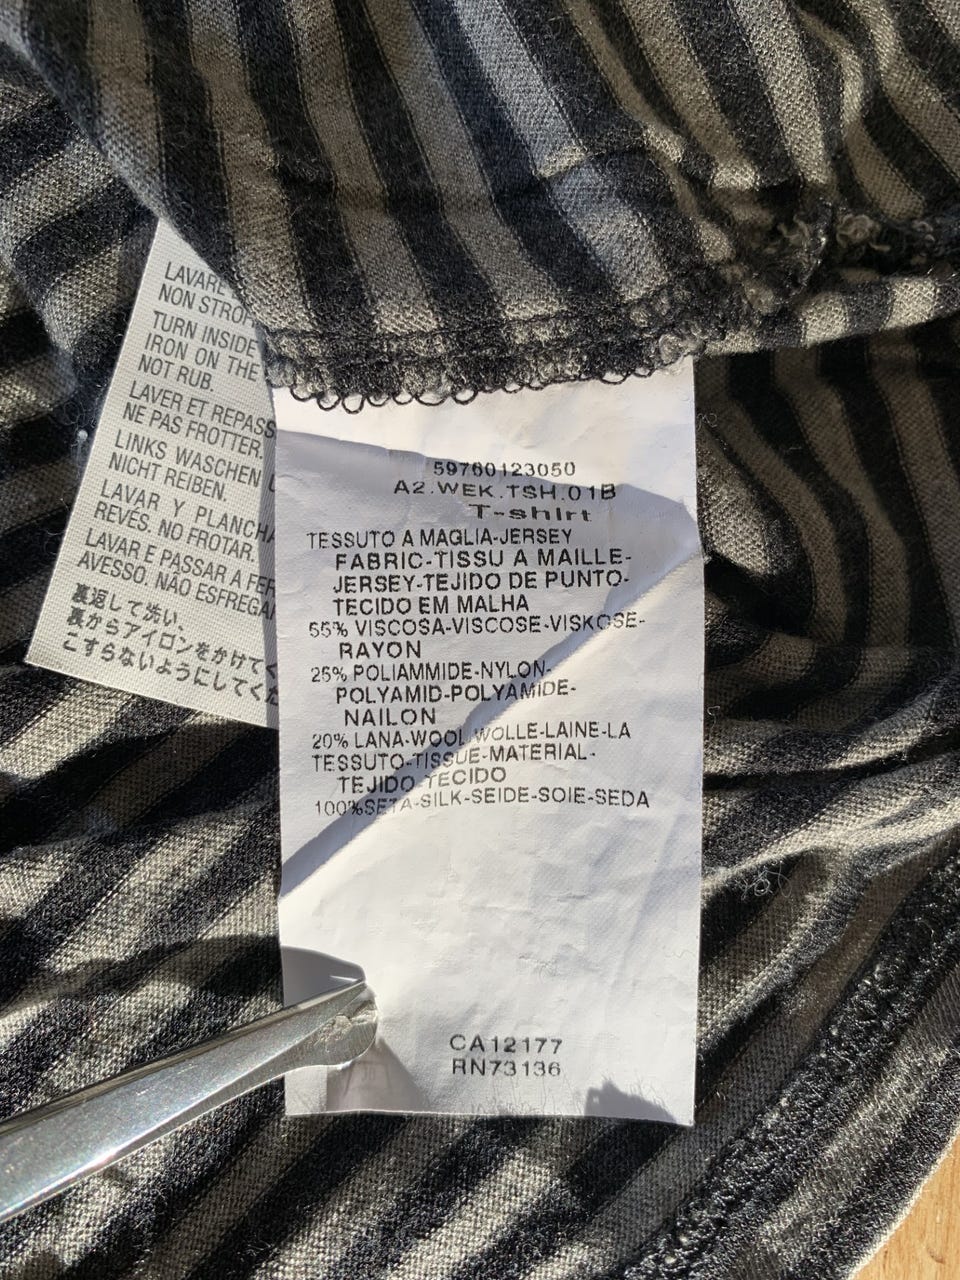 LAVARE
NON STROF
TURN INSIDE
IRON ON THE
NOT RUB.
LAVER ET REPASS
NE PAS FROTTER.
LINKS WASCHEN
NICHT REIBEN.
LAVAR Y PLANCHA
REVÉS. NO FROTAR.
LAVAR E PASSAR A FER
AVESSO. NÃO ESFREGA
裏返して洗い、
裏からアイロンをかけてく
こすらないようにしてくだ
59760123050
A2.WEK.TSH.01B
T-shirt
TESSUTO A MAGLIA-JERSEY
FABRIC-TISSU A MAILLE-
JERSEY-TEJIDO DE PUNTO-
TECIDO EM MALHA
55% VISCOSA-VISCOSE-VISKOSE-
RAYON
25% POLIAMMIDE-NYLON-
POLYAMID-POLYAMIDE-
NAILON
20% LANA-WOOL-WOLLE-LAINE-LA
TESSUTO-TISSUE-MATERIAL-
TEJIDO-TECIDO
100%SETA-SILK-SEIDE-SOIE-SEDA
CA12177
RN73136